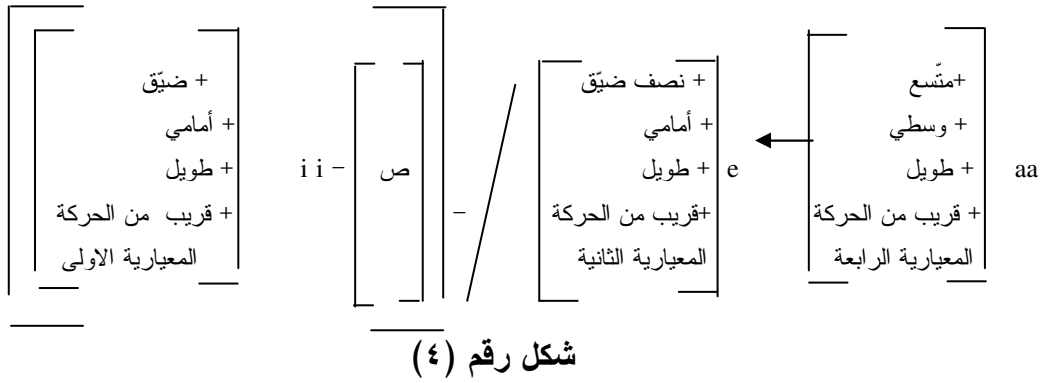 aa
+متّسع
+ وسطي
+ طويل
+ قريب من الحركة
المعيارية الرابعة
e
+ نصف ضيّق
+ أمامي
+ طويل
+قريب من الحركة
المعيارية الثانية
–
ص
i i –
+ ضيّق
+ أمامي
+ طويل
+ قريب من الحركة
المعيارية الاولى
شكل رقم (٤)